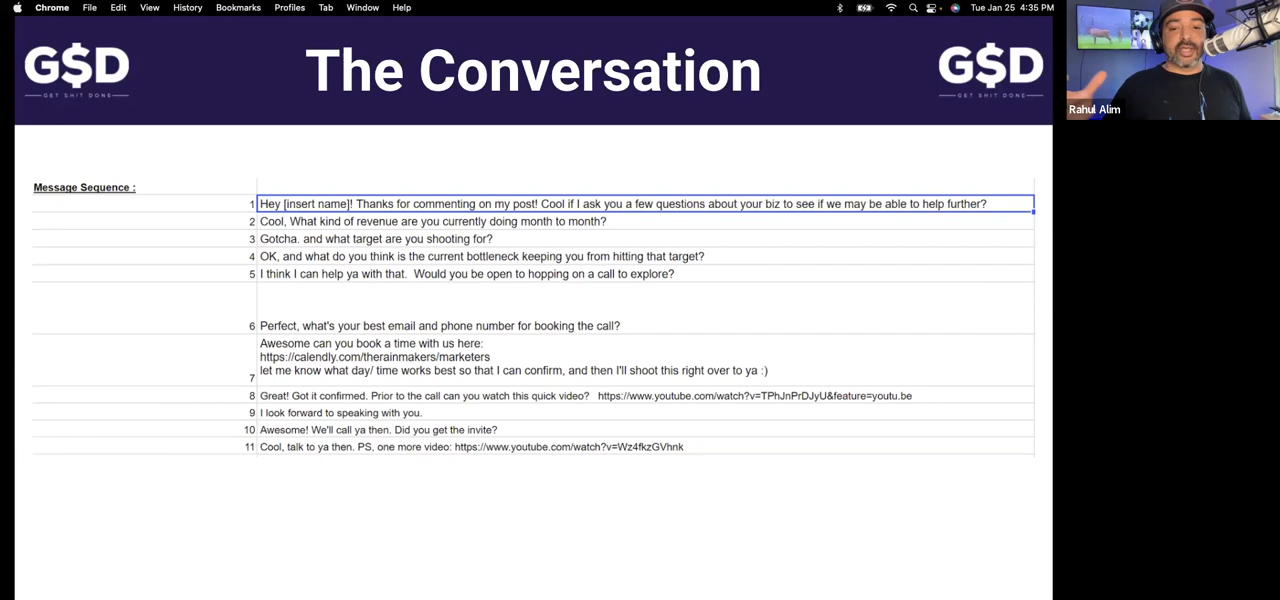 Chrome File Edit View History Bookmarks Profiles Tab Window Help Tue Jan 25 4:35 PM
G$D The Conversation G$D
GET SHIT DONE GET SHIT DONE
Rahul Alim
Message Sequence :
1 Hey [insert name]! Thanks for commenting on my post! Cool if I ask you a few questions about your biz to see if we may be able to help further?
2 Cool, What kind of revenue are you currently doing month to month?
3 Gotcha. and what target are you shooting for?
4 OK, and what do you think is the current bottleneck keeping you from hitting that target?
5 I think I can help ya with that. Would you be open to hopping on a call to explore?
6 Perfect, what's your best email and phone number for booking the call?
Awesome can you book a time with us here:
https://calendly.com/therainmakers/marketers
let me know what day/ time works best so that I can confirm, and then I'll shoot this right over to ya :)
7
8 Great! Got it confirmed. Prior to the call can you watch this quick video? https://www.youtube.com/watch?v=TPhJnPrDJyU&feature=youtu.be
9 I look forward to speaking with you.
10 Awesome! We'll call ya then. Did you get the invite?
11 Cool, talk to ya then. PS, one more video: https://www.youtube.com/watch?v=Wz4fkzGVhnk